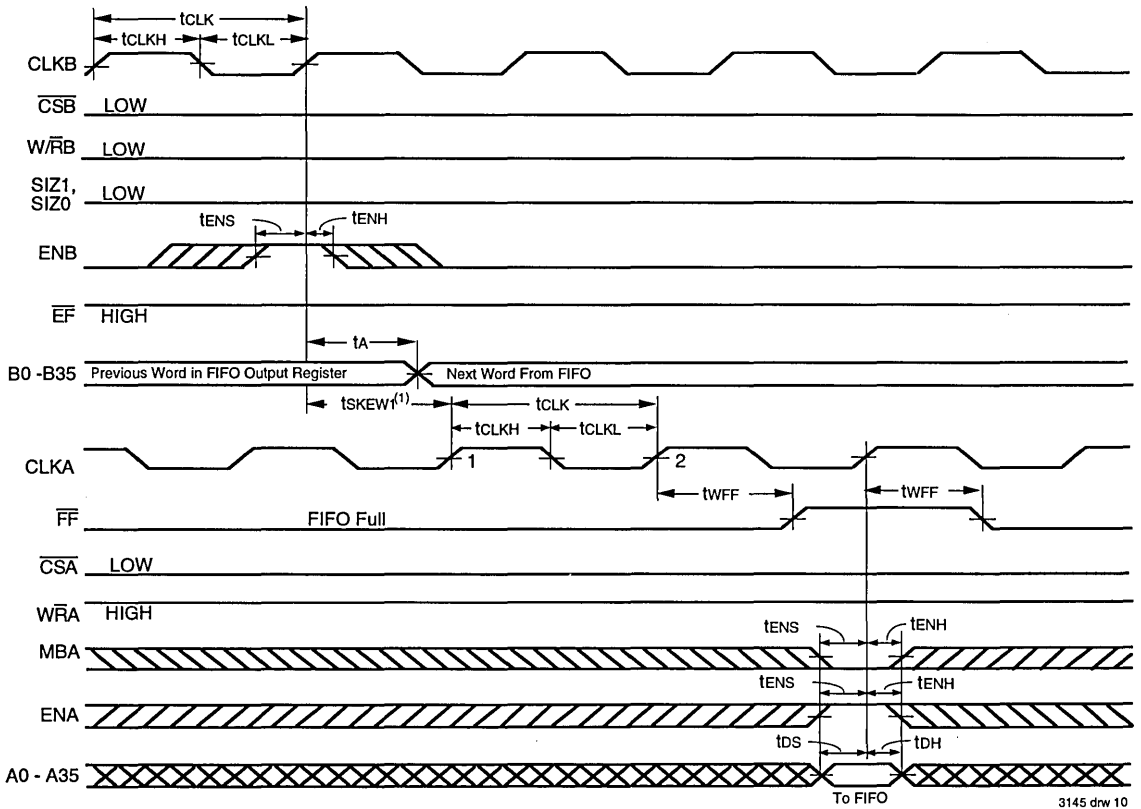 tCLK
tCLKH
tCLKL
CLKB
CSB LOW
W/RB LOW
SIZ1,
SIZ0
LOW
tENS
tENH
ENB
EF HIGH
tA
B0 -B35 Previous Word in FIFO Output Register Next Word From FIFO
tSKEW1(1)
tCLK
tCLKH
tCLKL
CLKA
1
2
tWFF
tWFF
FF FIFO Full
CSA LOW
WRA HIGH
tENS
tENH
MBA
tENS
tENH
ENA
tDS
tDH
A0 - A35
To FIFO
3145 drw 10